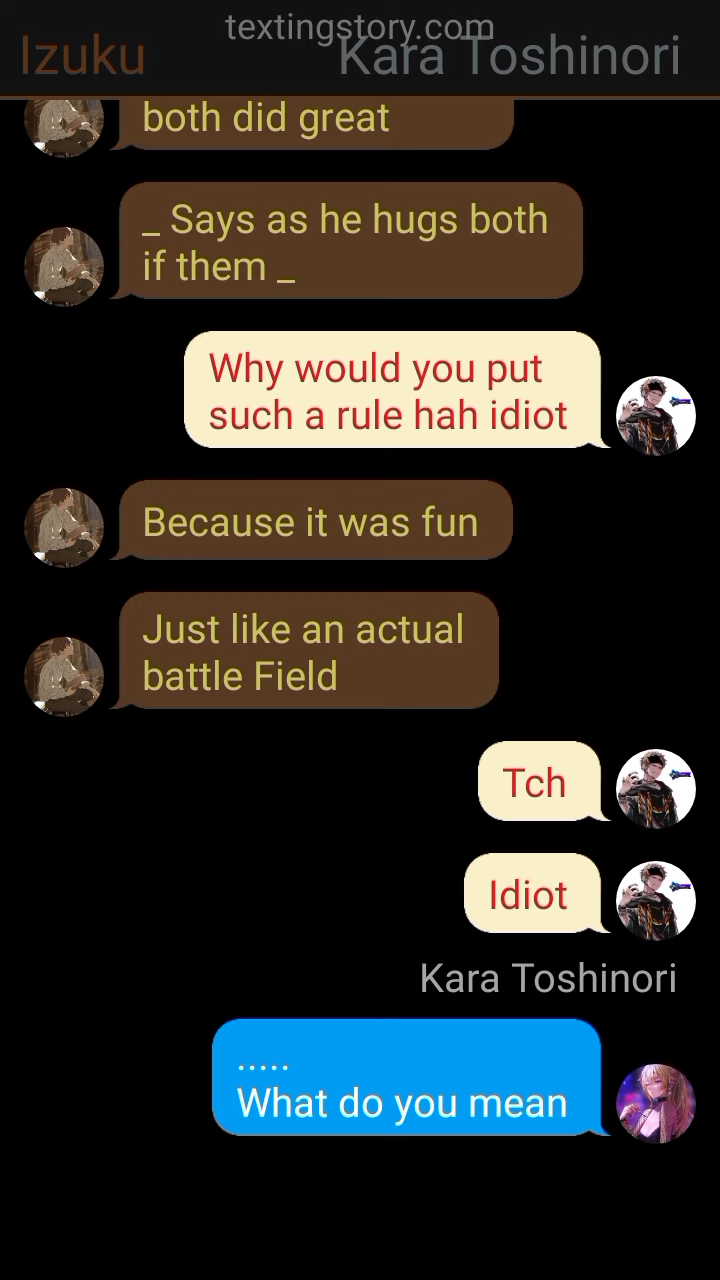 textingstory.com
Izuku
Kara Toshinori
both did great
_ Says as he hugs both
if them _
Why would you put
such a rule hah idiot
Because it was fun
Just like an actual
battle Field
Tch
Idiot
Kara Toshinori
.....
What do you mean